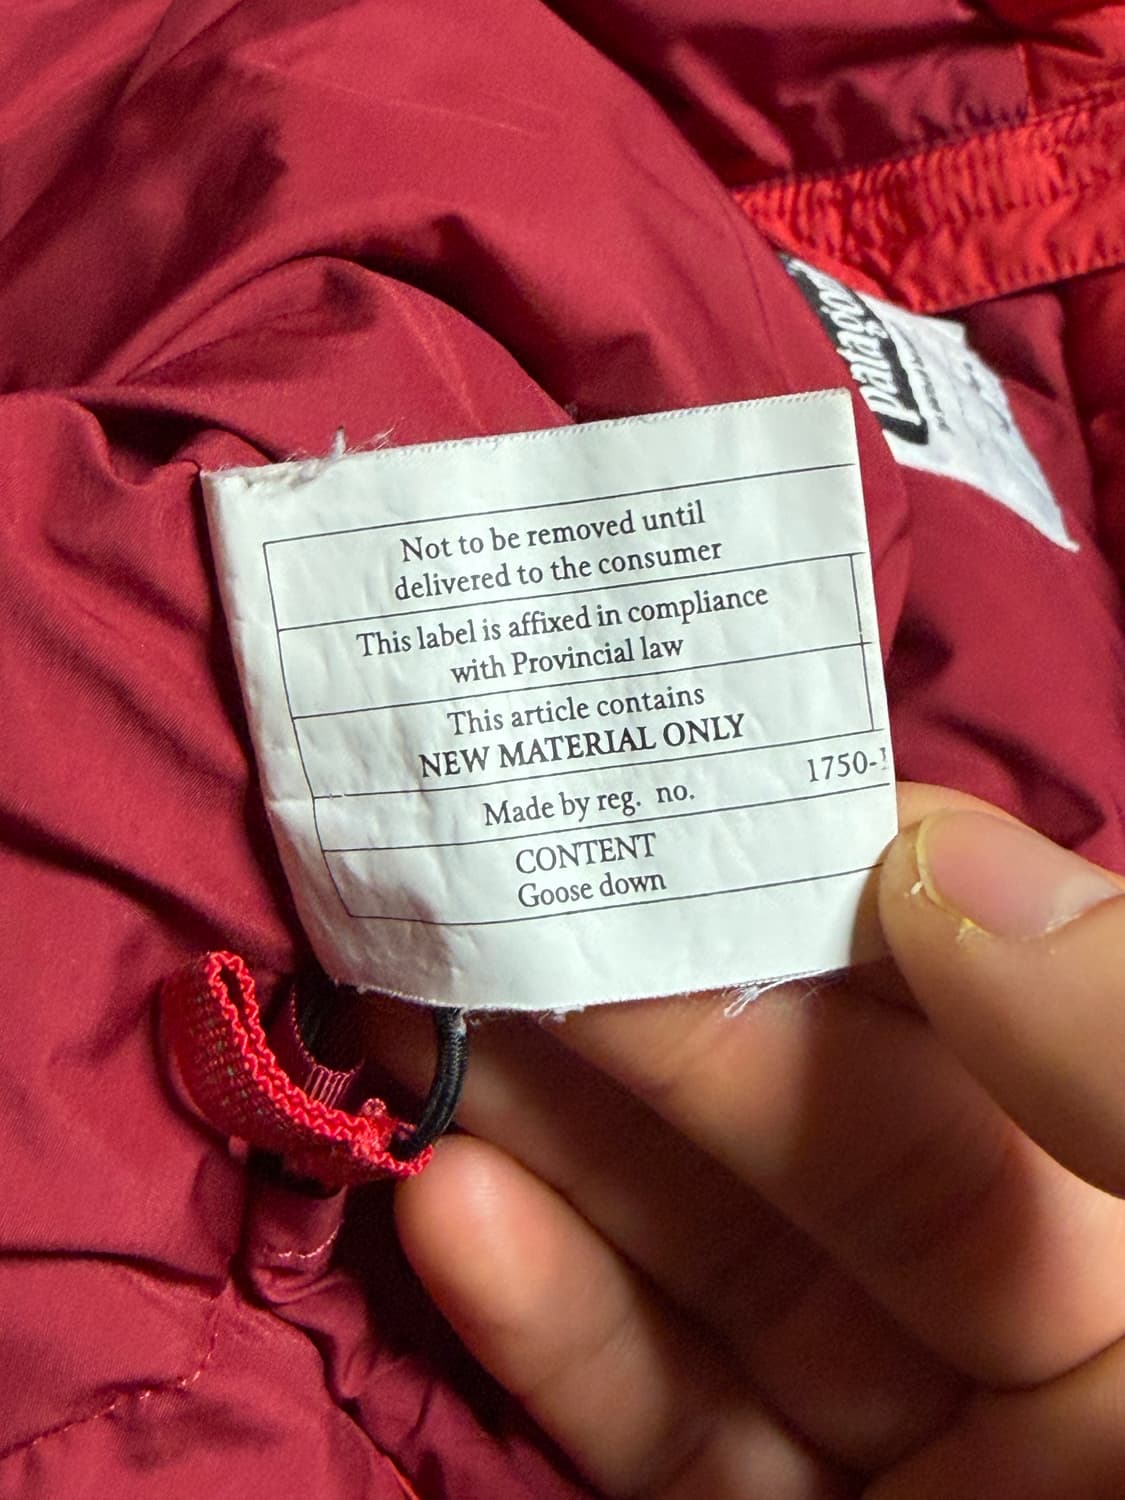 patagon
Not to be removed until
delivered to the consumer
This label is affixed in compliance
with Provincial law
This article contains
NEW MATERIAL ONLY
Made by reg. no. 1750-
CONTENT
Goose down